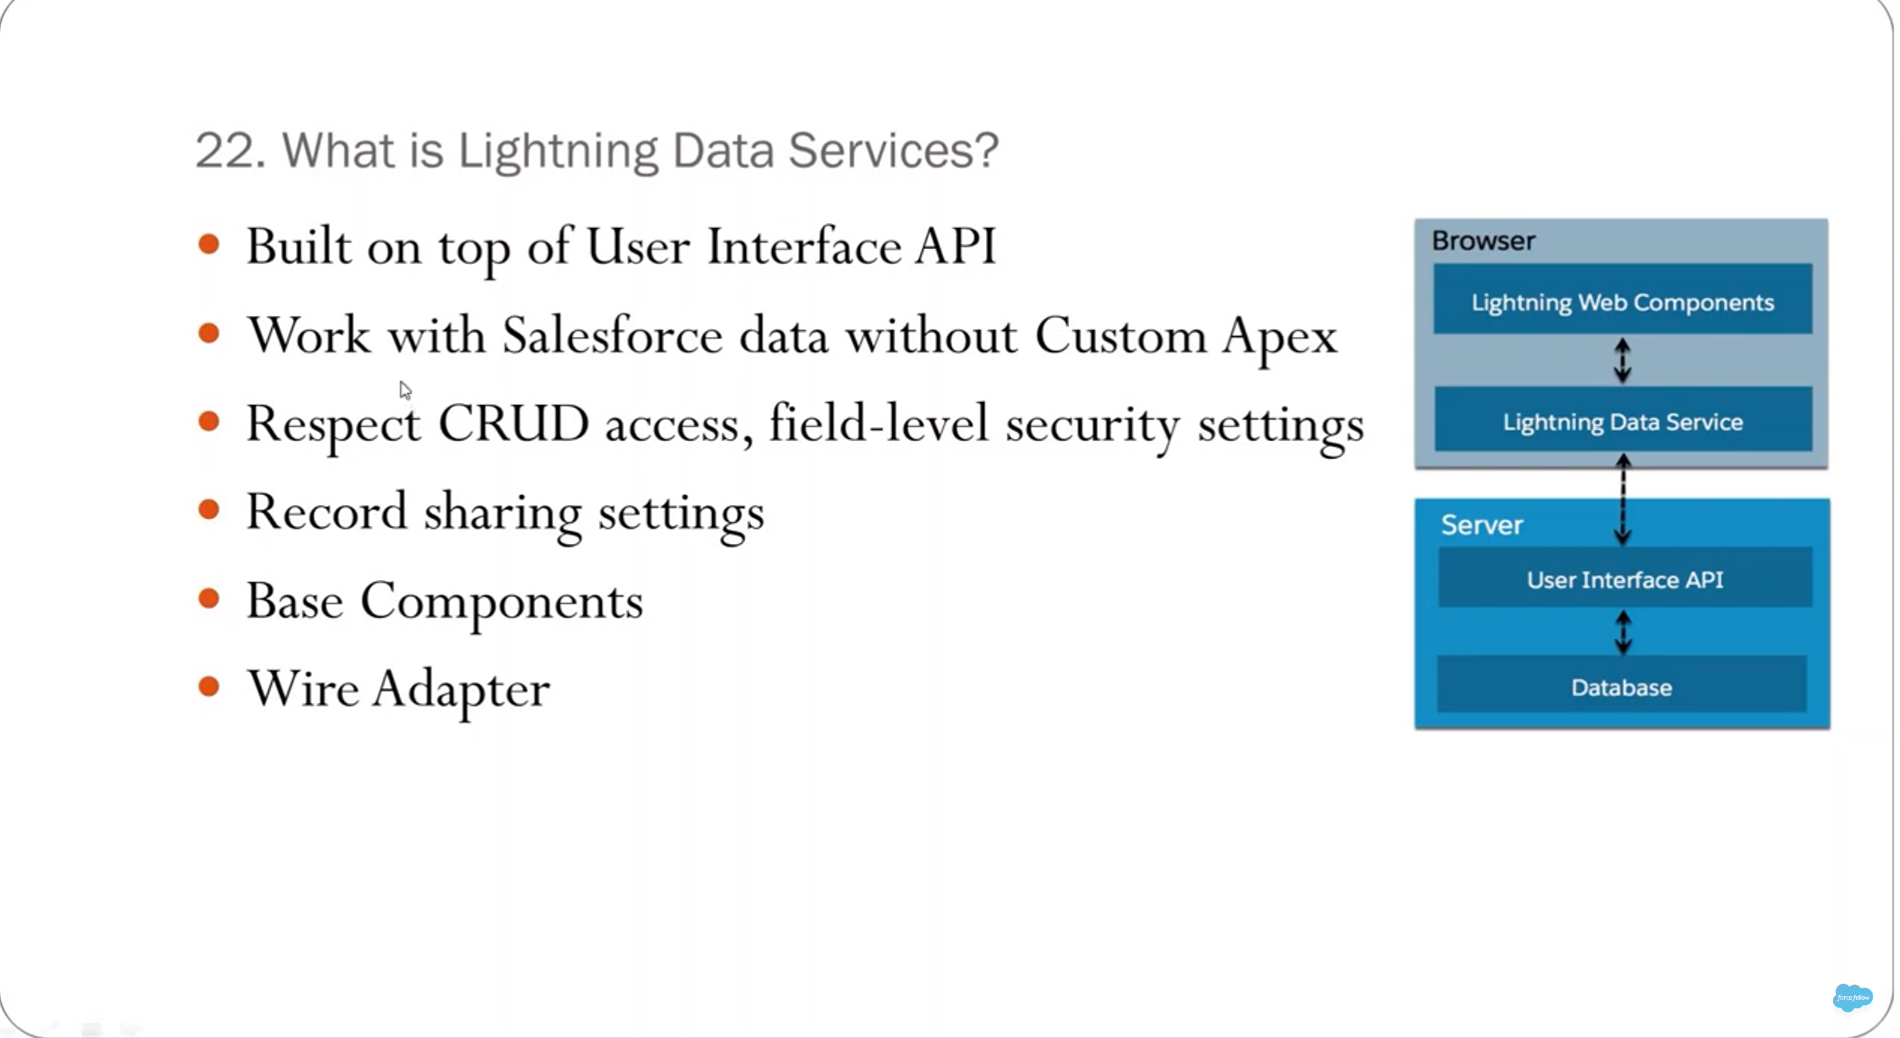 22. What is Lightning Data Services?
Built on top of User Interface API
Work with Salesforce data without Custom Apex
Respect CRUD access, field-level security settings
Record sharing settings
Base Components
Wire Adapter
Browser
Lightning Web Components
Lightning Data Service
Server
User Interface API
Database
force fellow